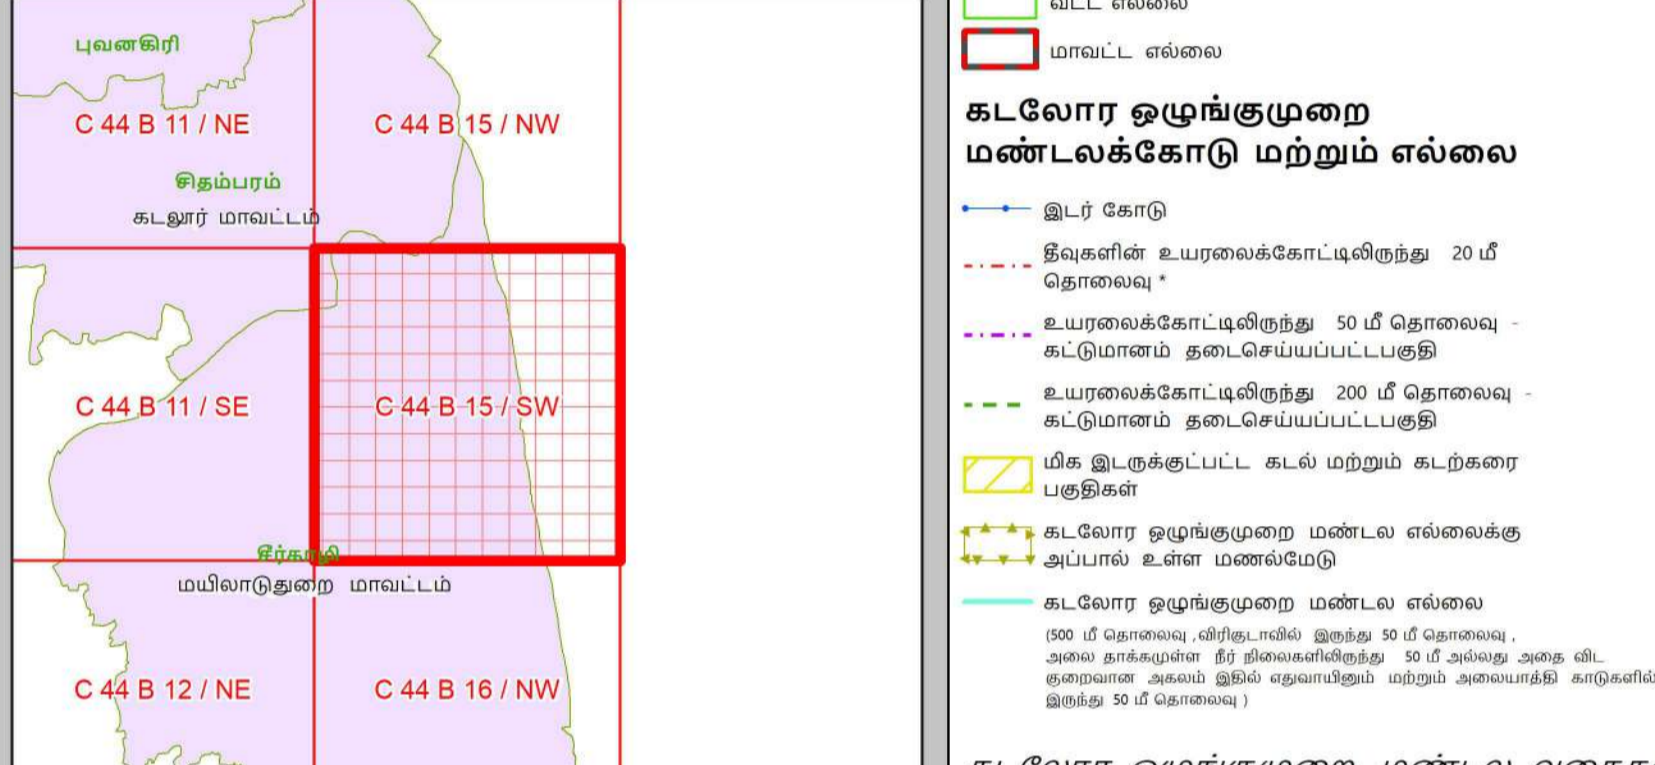 புவனகிரி
C 44 B 11 / NE
C 44 B 15 / NW
சிதம்பரம்
கடலூர் மாவட்டம்
C 44 B 11 / SE
C 44 B 15 / SW
சீர்காழி
மயிலாடுதுறை மாவட்டம்
C 44 B 12 / NE
C 44 B 16 / NW
வட்ட எல்லை
மாவட்ட எல்லை
கடலோர ஒழுங்குமுறை
மண்டலக்கோடு மற்றும் எல்லை
இடர் கோடு
தீவுகளின் உயரலைக்கோட்டிலிருந்து 20 மீ
தொலைவு *
உயரலைக்கோட்டிலிருந்து 50 மீ தொலைவு -
கட்டுமானம் தடைசெய்யப்பட்டபகுதி
உயரலைக்கோட்டிலிருந்து 200 மீ தொலைவு -
கட்டுமானம் தடைசெய்யப்பட்டபகுதி
மிக இடருக்குட்பட்ட கடல் மற்றும் கடற்கரை
பகுதிகள்
கடலோர ஒழுங்குமுறை மண்டல எல்லைக்கு
அப்பால் உள்ள மணல்மேடு
கடலோர ஒழுங்குமுறை மண்டல எல்லை
(500 மீ தொலைவு ,விரிகுடாவில் இருந்து 50 மீ தொலைவு ,
அலை தாக்கமுள்ள நீர் நிலைகளிலிருந்து 50 மீ அல்லது அதை விட
குறைவான அகலம் இதில் எதுவாயினும் மற்றும் அலையாத்தி காடுகளில்
இருந்து 50 மீ தொலைவு )